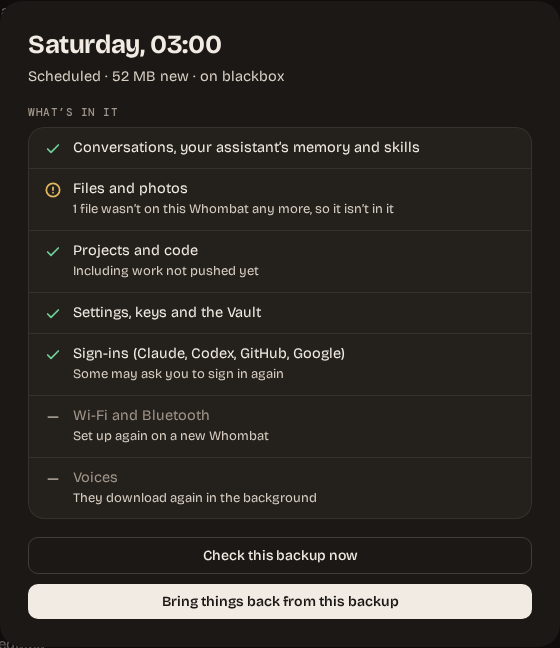 Saturday, 03:00
Scheduled · 52 MB new · on blackbox
WHAT’S IN IT
Conversations, your assistant’s memory and skills
Files and photos
1 file wasn’t on this Whombat any more, so it isn’t in it
Projects and code
Including work not pushed yet
Settings, keys and the Vault
Sign-ins (Claude, Codex, GitHub, Google)
Some may ask you to sign in again
Wi-Fi and Bluetooth
Set up again on a new Whombat
Voices
They download again in the background
Check this backup now
Bring things back from this backup